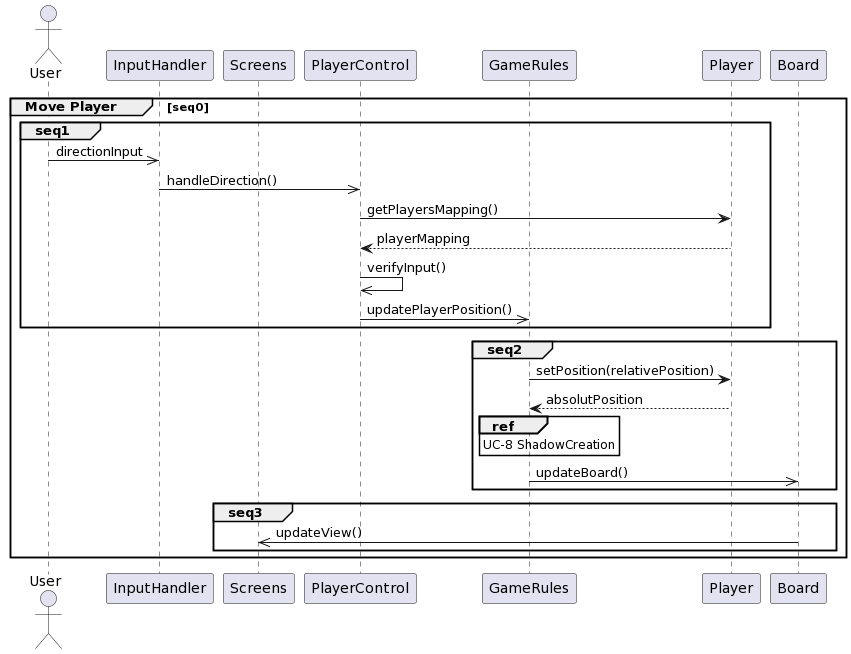 User
InputHandler
Screens
PlayerControl
GameRules
Player
Board
Move Player
[seq0]
seq1
directionInput
handleDirection()
getPlayersMapping()
playerMapping
verifyInput()
updatePlayerPosition()
seq2
setPosition(relativePosition)
absolutPosition
ref
UC-8 ShadowCreation
updateBoard()
seq3
updateView()
User
InputHandler
Screens
PlayerControl
GameRules
Player
Board